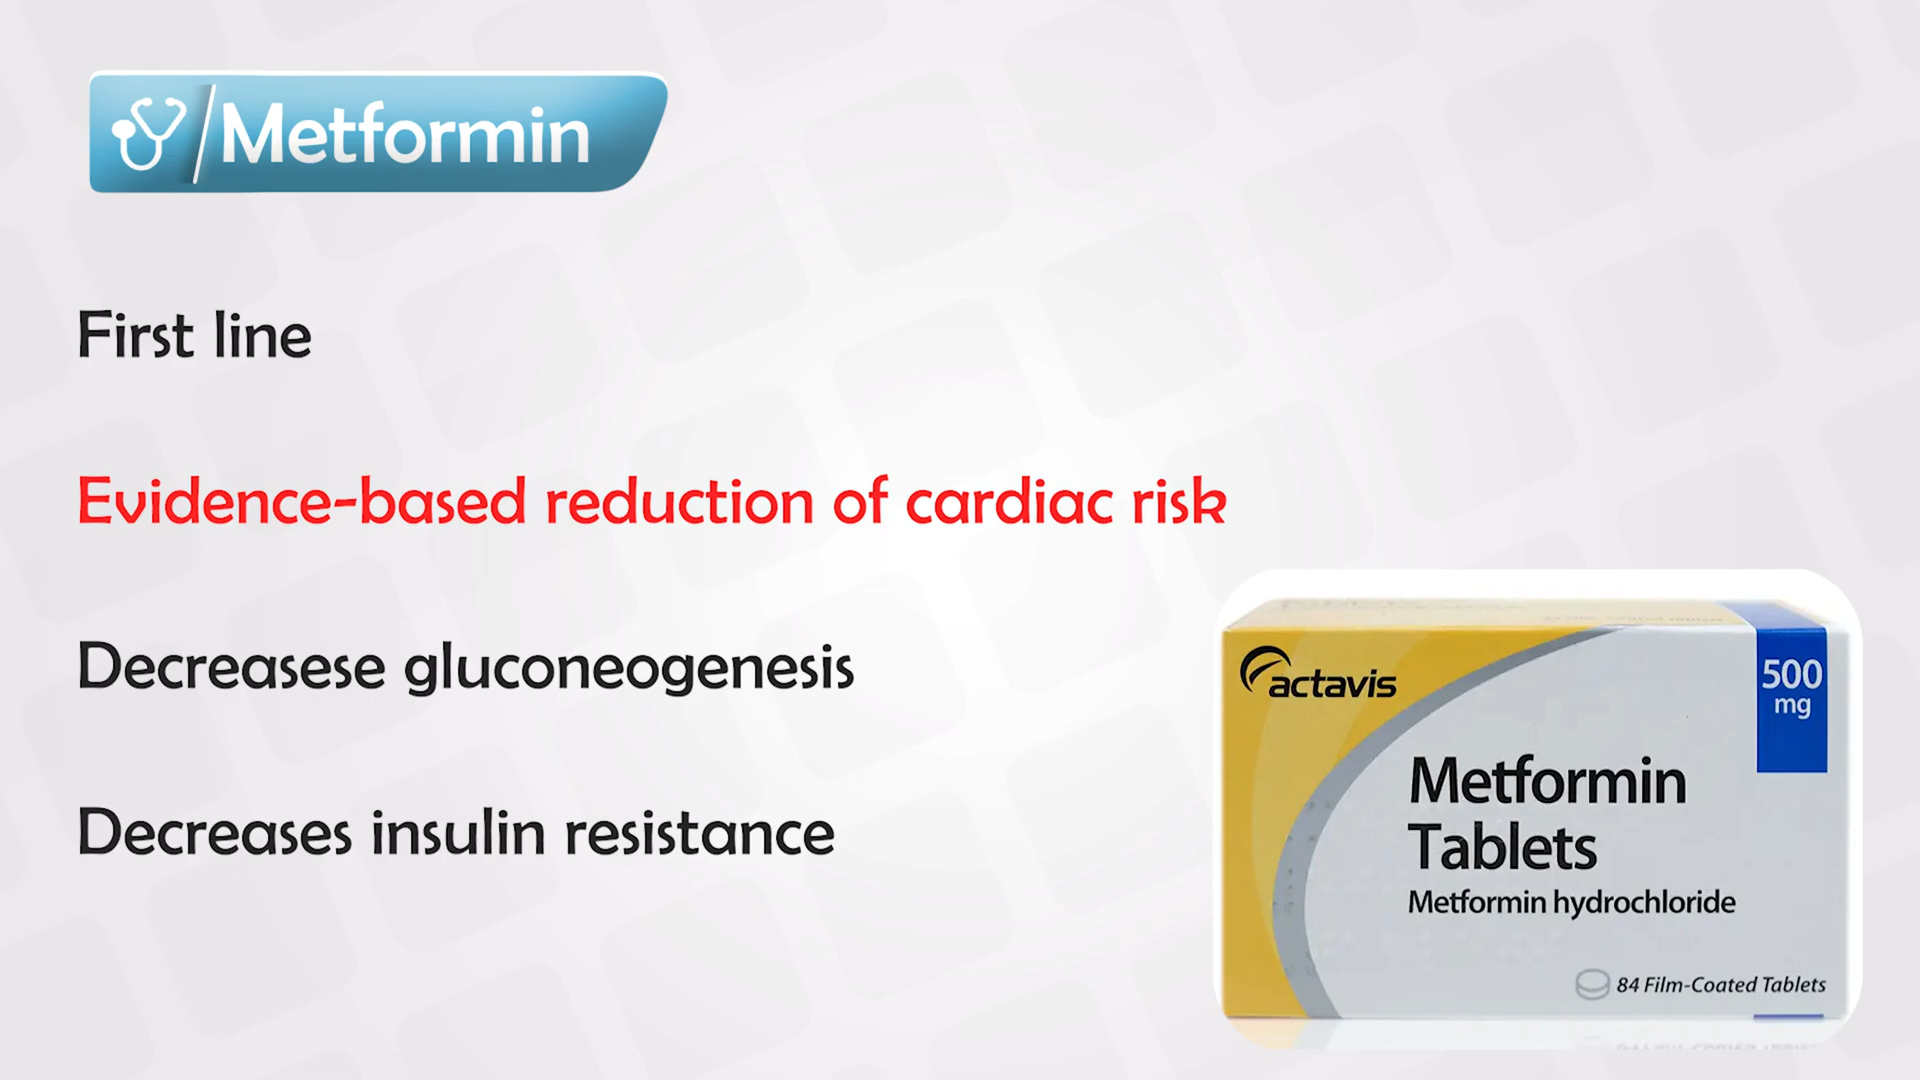 Metformin
First line
Evidence-based reduction of cardiac risk
Decreasese gluconeogenesis
Decreases insulin resistance
actavis
500
mg
Metformin
Tablets
Metformin hydrochloride
84 Film-Coated Tablets